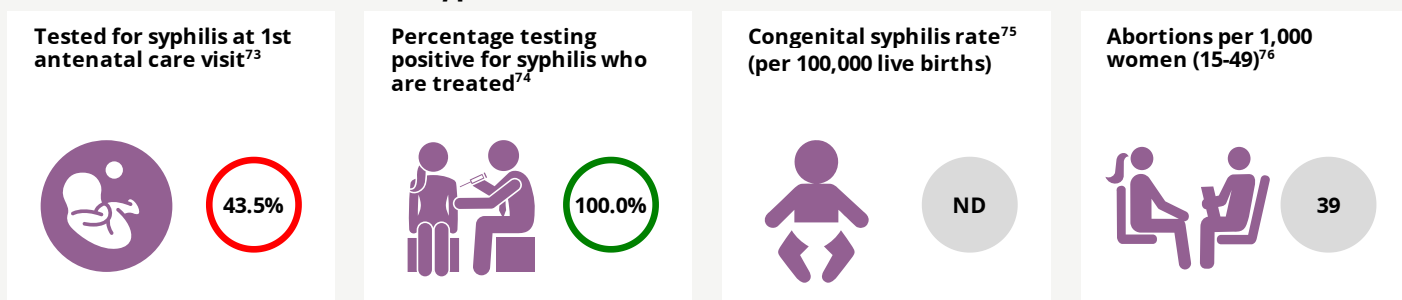 Tested for syphilis at 1st
antenatal care visit73
43.5%
Percentage testing
positive for syphilis who
are treated74
100.0%
Congenital syphilis rate75
(per 100,000 live births)
ND
Abortions per 1,000
women (15-49)76
39